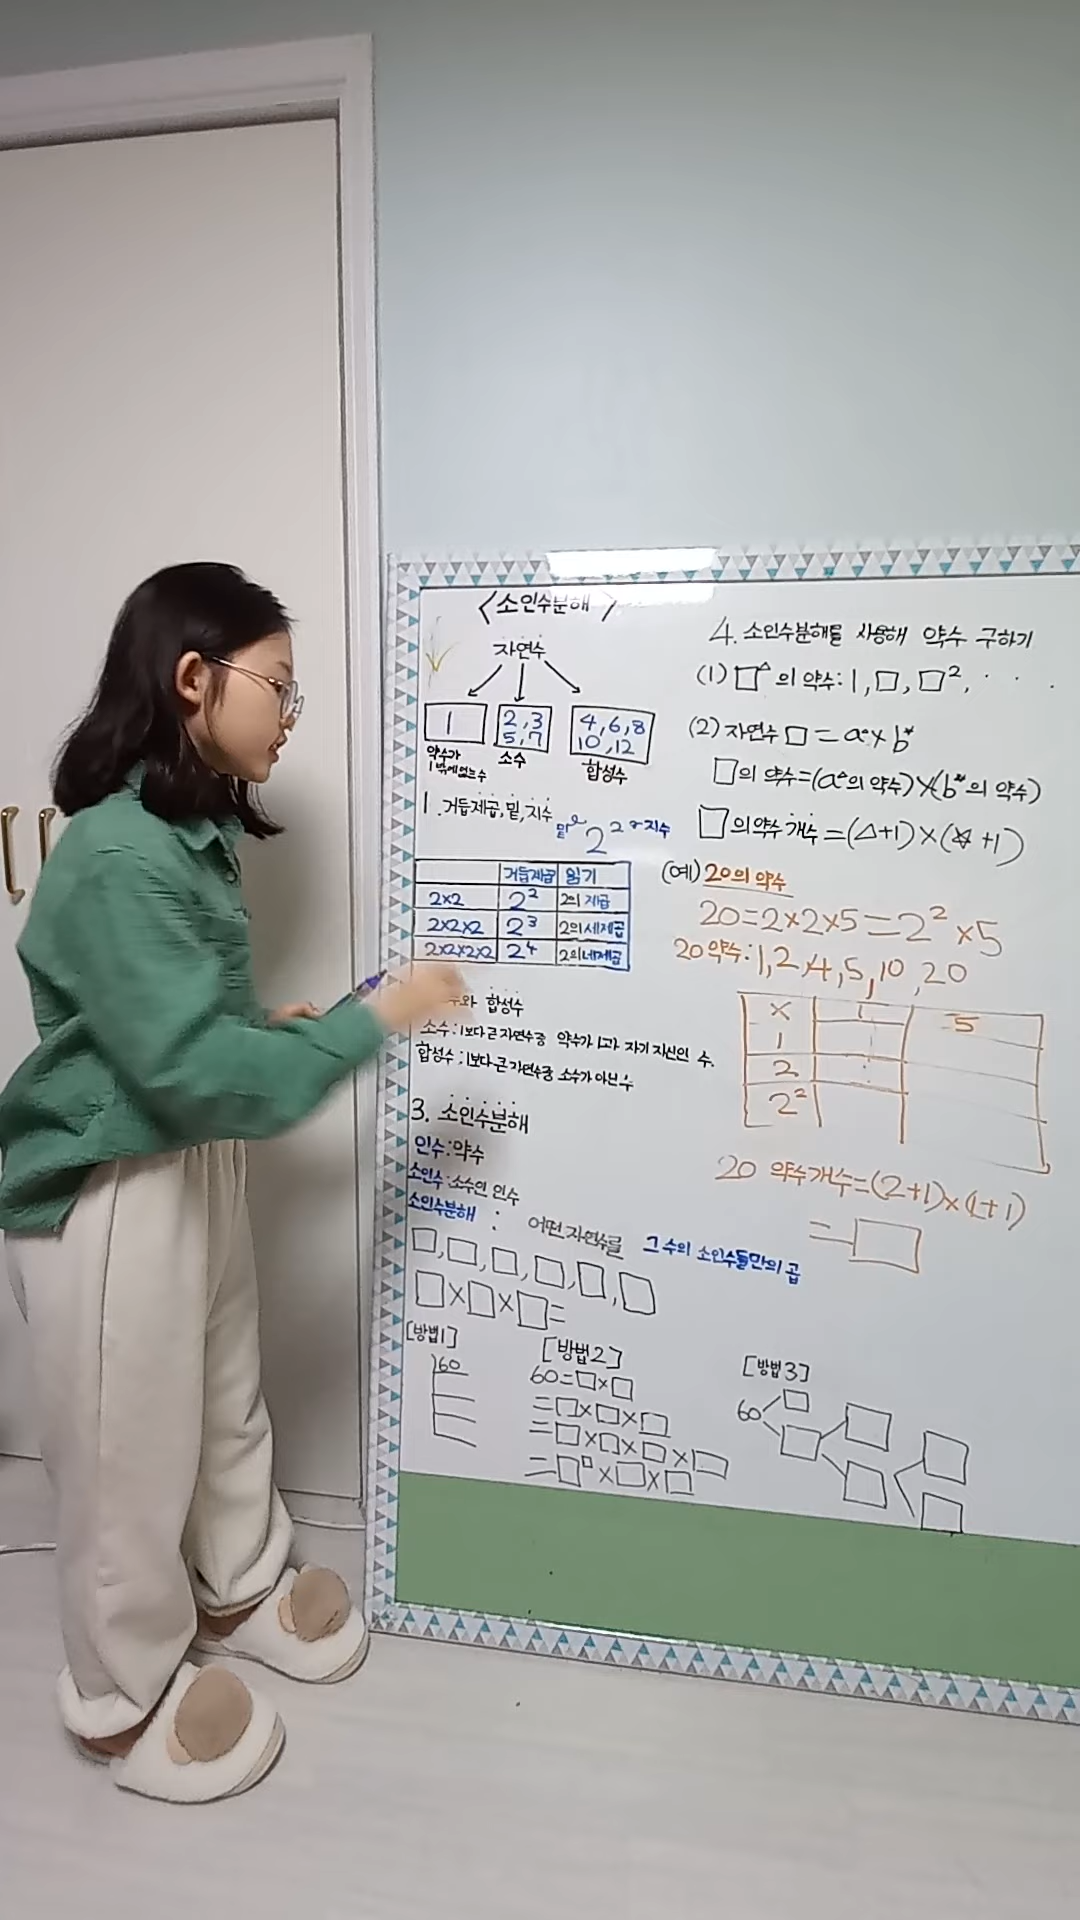 <소인수분해>
자연수
1
2, 3
5, 7
4, 6, 8
10, 12
약수가
1밖에없는수
소수
합성수
1. 거듭제곱, 밑, 지수
밑 2² 지수
거듭제곱 읽기
2×2 2² 2의 제곱
2×2×2 2³ 2의 세제곱
2×2×2×2 2⁴ 2의 네제곱
와 합성수
소수 : 1보다 큰 자연수중 약수가 1과 자기 자신인 수.
합성수 : 1보다 큰 자연수중 소수가 아닌 수
3. 소인수분해
인수 : 약수
소인수 : 소수인 인수
소인수분해 : 어떤 자연수를 그 수의 소인수들만의 곱
□, □, □, □, □, □
□×□×□=
[방법1]
60
[방법2]
60=□×□
=□×□×□
=□×□×□×□
=□□×□×□
[방법3]
60
4. 소인수분해를 사용해 약수 구하기
(1) □△의 약수: 1, □, □², · · ·
(2) 자연수 □=a×b
□의 약수=(a의 약수)×(b의 약수)
□의 약수 개수=(△+1)×(☆+1)
(예) 20의 약수
20=2×2×5=2²×5
20 약수: 1, 2, 4, 5, 10, 20
× 1 5
1
2
2²
20 약수 개수=(2+1)×(1+1)
=□